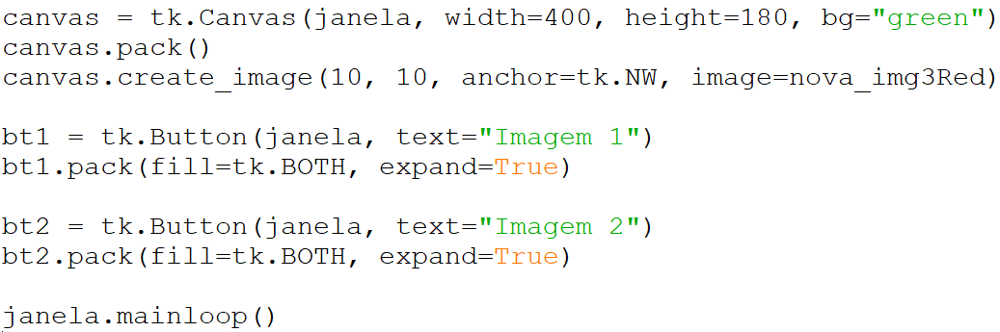 canvas = tk.Canvas(janela, width=400, height=180, bg="green")
canvas.pack()
canvas.create_image(10, 10, anchor=tk.NW, image=nova_img3Red)
bt1 = tk.Button(janela, text="Imagem 1")
bt1.pack(fill=tk.BOTH, expand=True)
bt2 = tk.Button(janela, text="Imagem 2")
bt2.pack(fill=tk.BOTH, expand=True)
janela.mainloop()